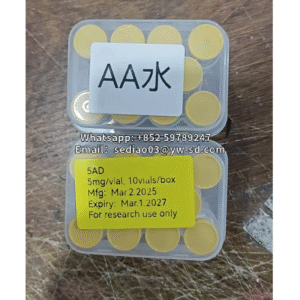 AA水
Whatsapp: +852-59789247
Email: sediao03@yw-sd.com
5AD
5mg/vial, 10vials/box
Mfg: Mar 2.2025
Expiry: Mar.1.2027
For research use only